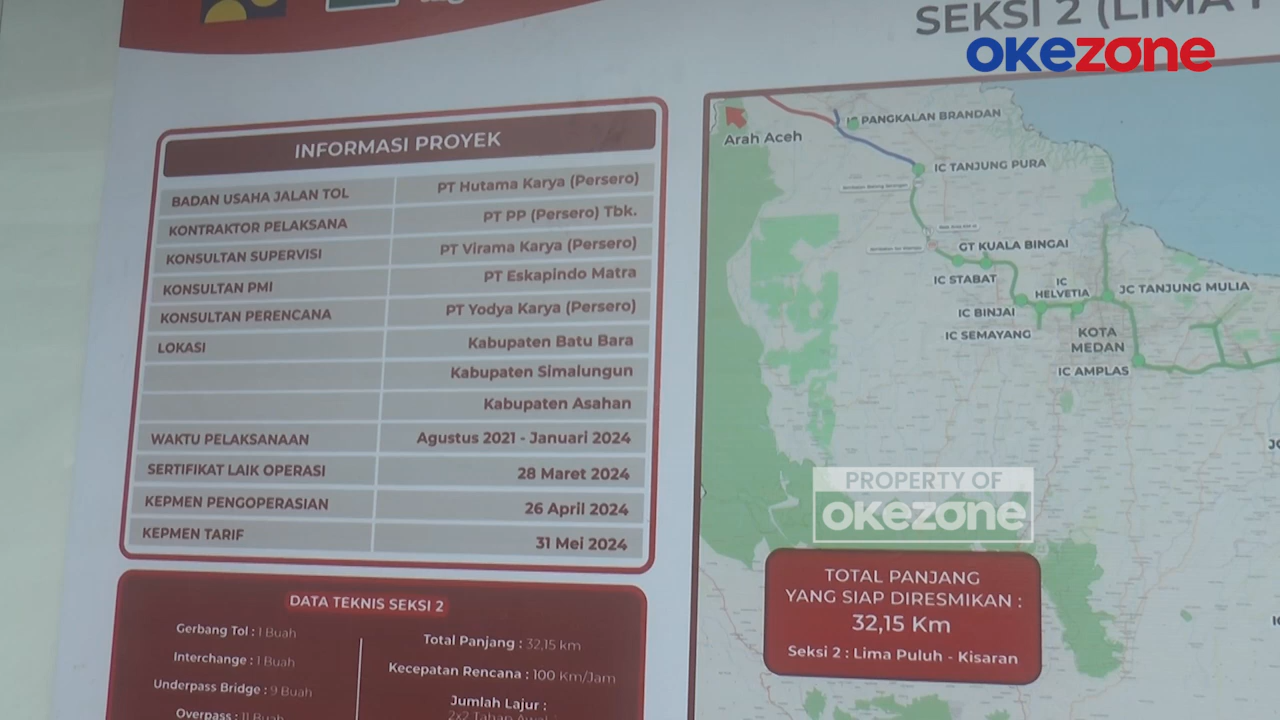 SEKSI 2 (LIMA
okezone
INFORMASI PROYEK
BADAN USAHA JALAN TOL PT Hutama Karya (Persero)
KONTRAKTOR PELAKSANA PT PP (Persero) Tbk.
KONSULTAN SUPERVISI PT Virama Karya (Persero)
KONSULTAN PMI PT Eskapindo Matra
KONSULTAN PERENCANA PT Yodya Karya (Persero)
LOKASI Kabupaten Batu Bara
Kabupaten Simalungun
Kabupaten Asahan
WAKTU PELAKSANAAN Agustus 2021 - Januari 2024
SERTIFIKAT LAIK OPERASI 28 Maret 2024
KEPMEN PENGOPERASIAN 26 April 2024
KEPMEN TARIF 31 Mei 2024
DATA TEKNIS SEKSI 2
Gerbang Tol : 1 Buah
Interchange : 1 Buah
Underpass Bridge : 9 Buah
Overpass : 11 Buah
Total Panjang : 32,15 km
Kecepatan Rencana : 100 Km/Jam
Jumlah Lajur :
2x2 Tahap Awal
Arah Aceh
IC PANGKALAN BRANDAN
IC TANJUNG PURA
GT KUALA BINGAI
IC STABAT
IC
HELVETIA
JC TANJUNG MULIA
IC BINJAI
IC SEMAYANG
KOTA
MEDAN
IC AMPLAS
PROPERTY OF
okezone
TOTAL PANJANG
YANG SIAP DIRESMIKAN :
32,15 Km
Seksi 2 : Lima Puluh - Kisaran